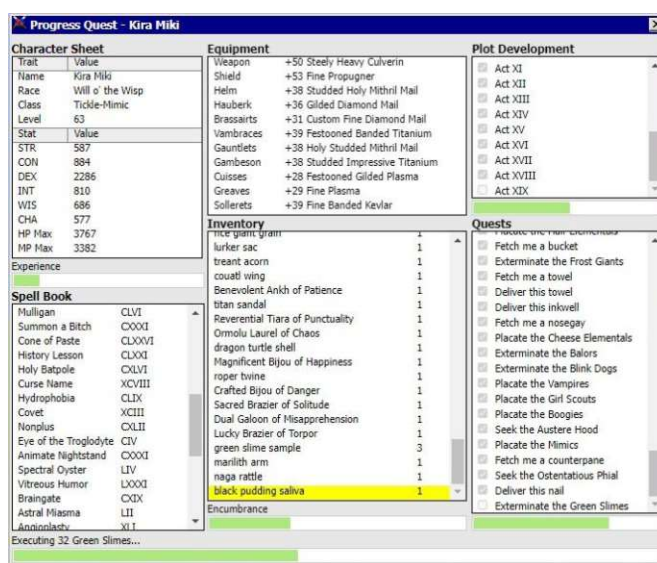 Progress Quest - Kira Miki
Character Sheet
Trait Value
Name Kira Miki
Race Will o' the Wisp
Class Tickle-Mimic
Level 63
Stat Value
STR 587
CON 884
DEX 2286
INT 810
WIS 686
CHA 577
HP Max 3767
MP Max 3382
Experience
Spell Book
Mulligan CLVI
Summon a Bitch CXXXI
Cone of Paste CLXXVI
History Lesson CLXXI
Holy Batpole CXLVI
Curse Name XCVIII
Hydrophobia CLIX
Covet XCIII
Nonplus CXLII
Eye of the Troglodyte CIV
Animate Nightstand CXXXI
Spectral Oyster LIV
Vitreous Humor LXXXI
Braingate CXIX
Astral Miasma LII
Angioplasty XLI
Equipment
Weapon +50 Steely Heavy Culverin
Shield +53 Fine Propugner
Helm +38 Studded Holy Mithril Mail
Hauberk +36 Gilded Diamond Mail
Brassairts +31 Custom Fine Diamond Mail
Vambraces +39 Festooned Banded Titanium
Gauntlets +38 Holy Studded Mithril Mail
Gambeson +38 Studded Impressive Titanium
Cuisses +28 Festooned Gilded Plasma
Greaves +29 Fine Plasma
Sollerets +39 Fine Banded Kevlar
Inventory
rice giant grain 1
lurker sac 1
treant acorn 1
couatl wing 1
Benevolent Ankh of Patience 1
titan sandal 1
Reverential Tiara of Punctuality 1
Ormolu Laurel of Chaos 1
dragon turtle shell 1
Magnificent Bijou of Happiness 1
roper twine 1
Crafted Bijou of Danger 1
Sacred Brazier of Solitude 1
Dual Galoon of Misapprehension 1
Lucky Brazier of Torpor 1
green slime sample 3
marilith arm 1
naga rattle 1
black pudding saliva 1
Encumbrance
Plot Development
Act XI
Act XII
Act XIII
Act XIV
Act XV
Act XVI
Act XVII
Act XVIII
Act XIX
Quests
Placate the Hair Elementals
Fetch me a bucket
Exterminate the Frost Giants
Fetch me a towel
Deliver this towel
Deliver this inkwell
Fetch me a nosegay
Placate the Cheese Elementals
Exterminate the Balors
Exterminate the Blink Dogs
Placate the Vampires
Placate the Girl Scouts
Placate the Boogies
Seek the Austere Hood
Placate the Mimics
Fetch me a counterpane
Seek the Ostentatious Phial
Deliver this nail
Exterminate the Green Slimes
Executing 32 Green Slimes...